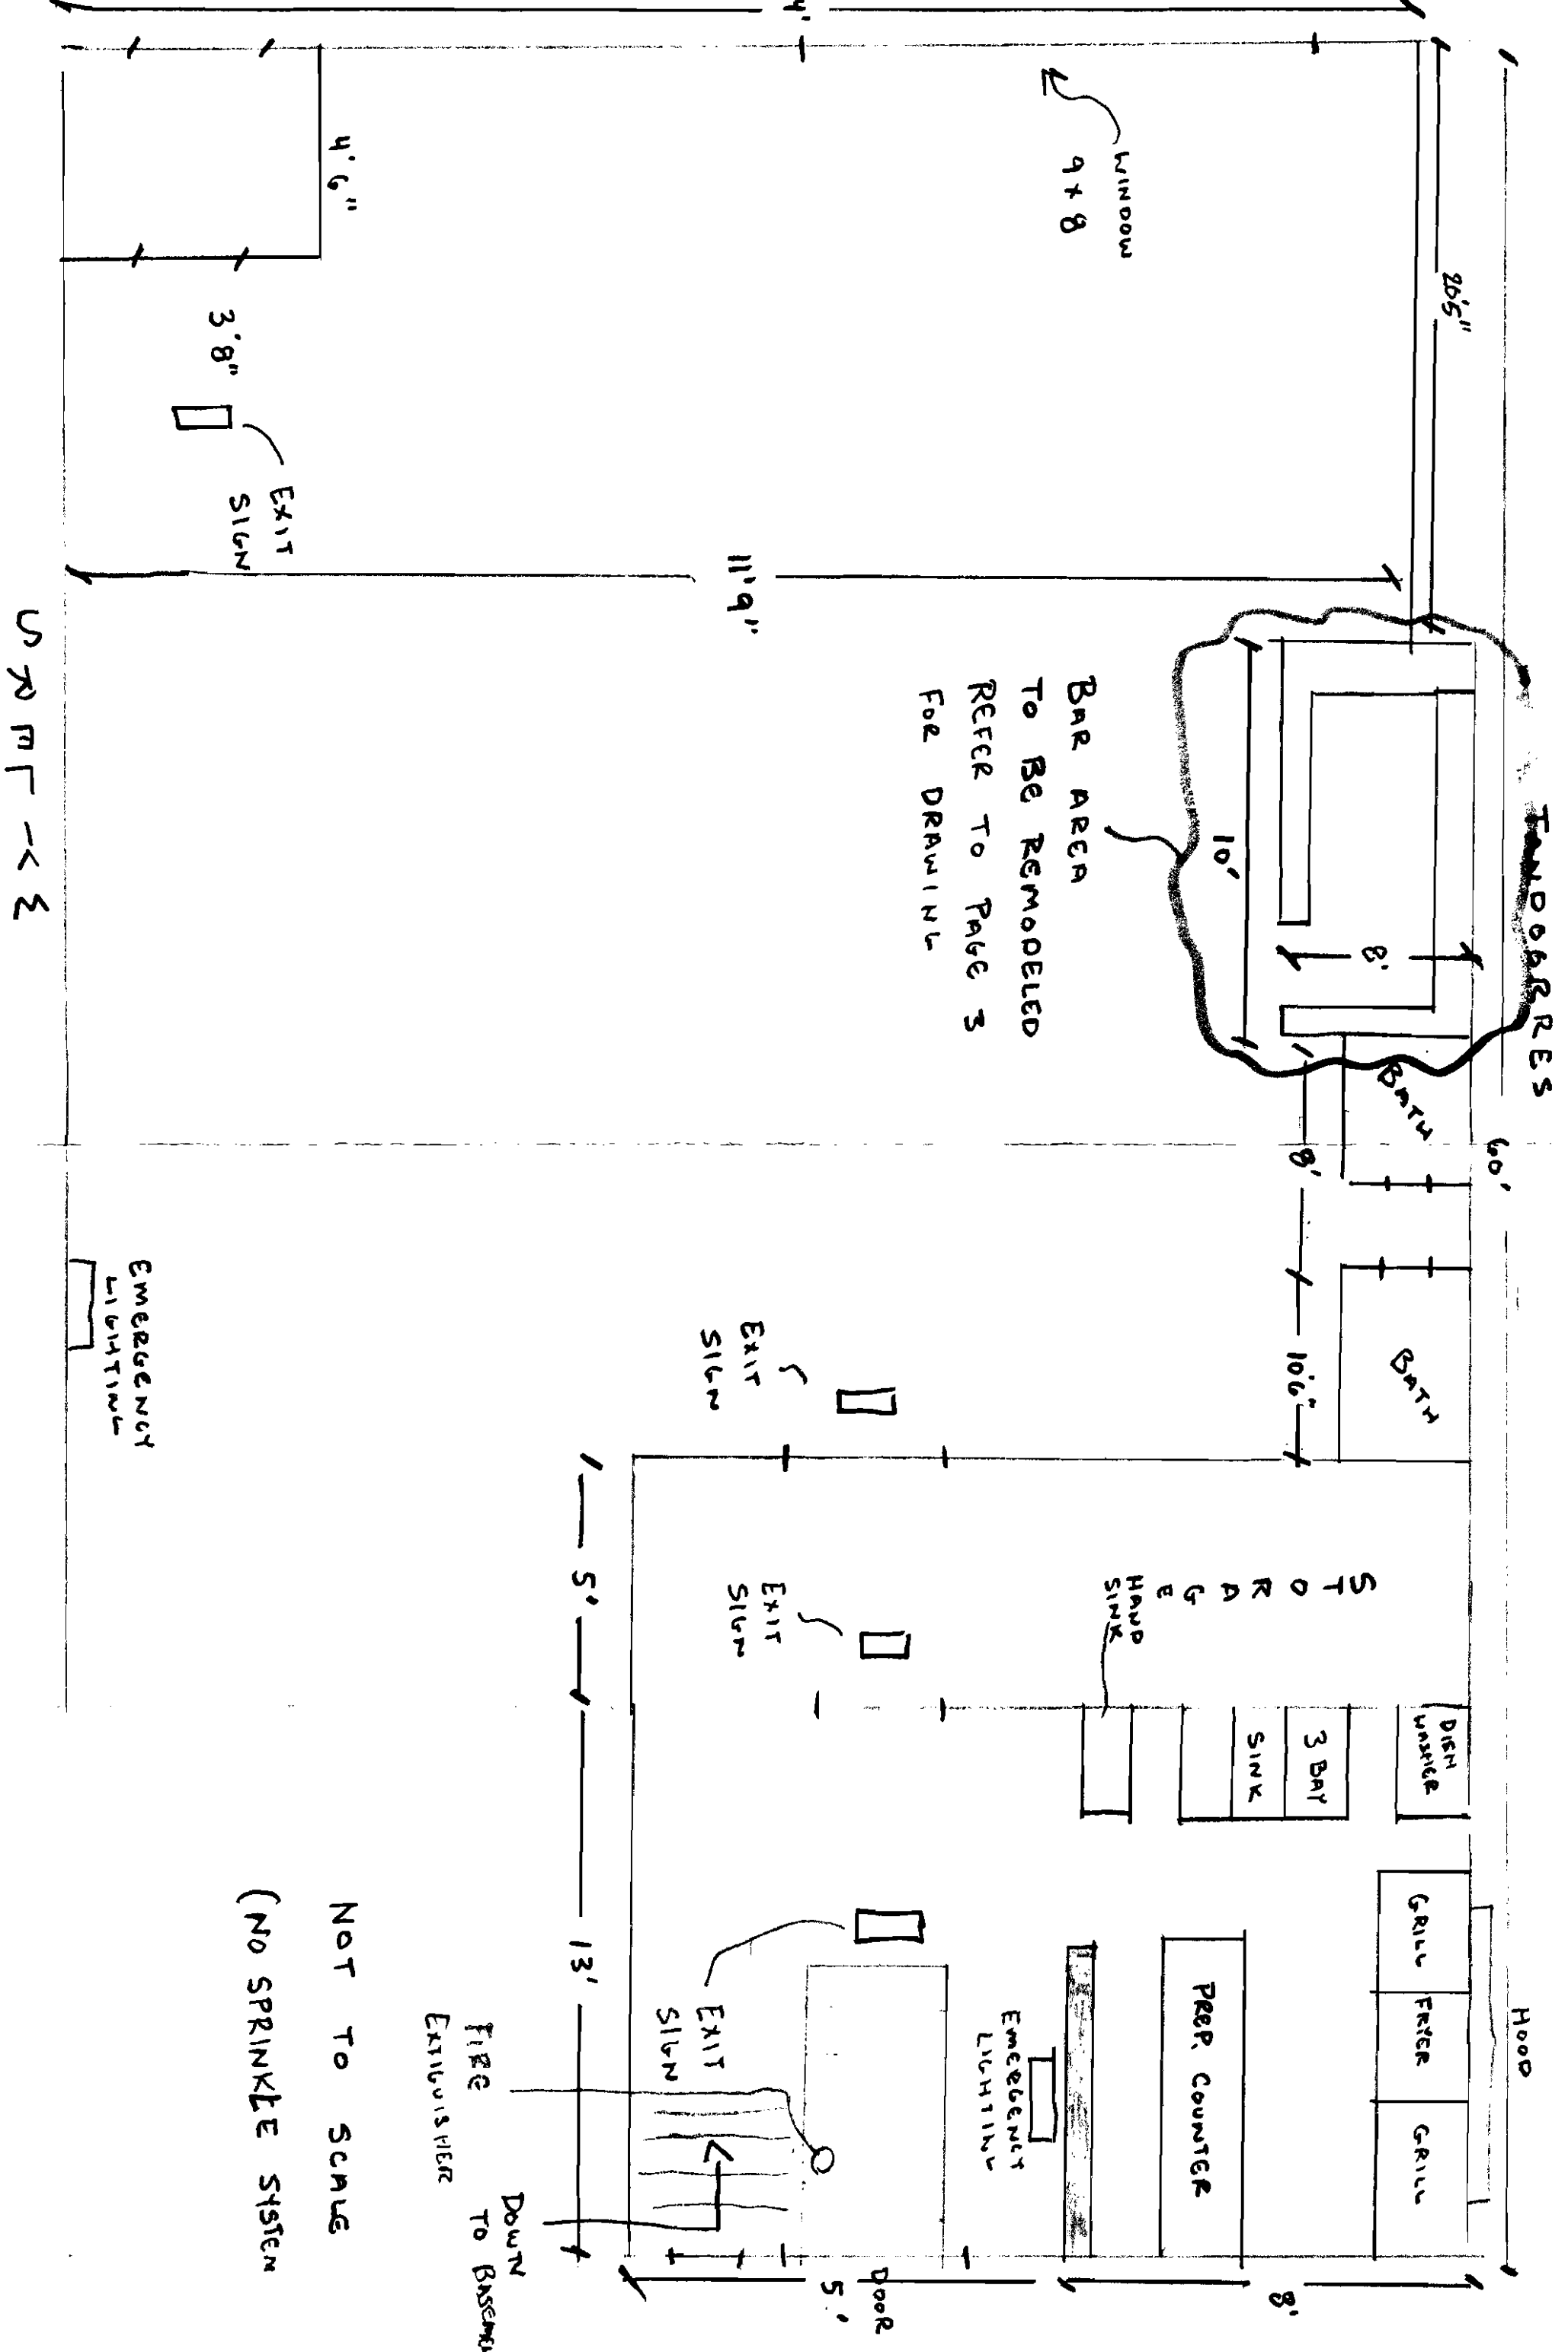 4'
WINDOW
9 x 8
26'5"
4'6"
3'8"
EXIT
SIGN
11'9"
BAR AREA
TO BE REMODELED
REFER TO PAGE 3
FOR DRAWING
10'
8'
60'
BATH
8'
BATH
10'6"
EMERGENCY
LIGHTING
EXIT
SIGN
5'
STORAGE
HAND
SINK
EXIT
SIGN
DISH
WASHER
3 BAY
SINK
HOOD
GRILL
FRYER
GRILL
PREP. COUNTER
EMERGENCY
LIGHTING
EXIT
SIGN
13'
FIRE
EXTIGUISHER
DOWN
TO
DOOR
5'
8'
NOT TO SCALE
(NO SPRINKLE SYSTEM